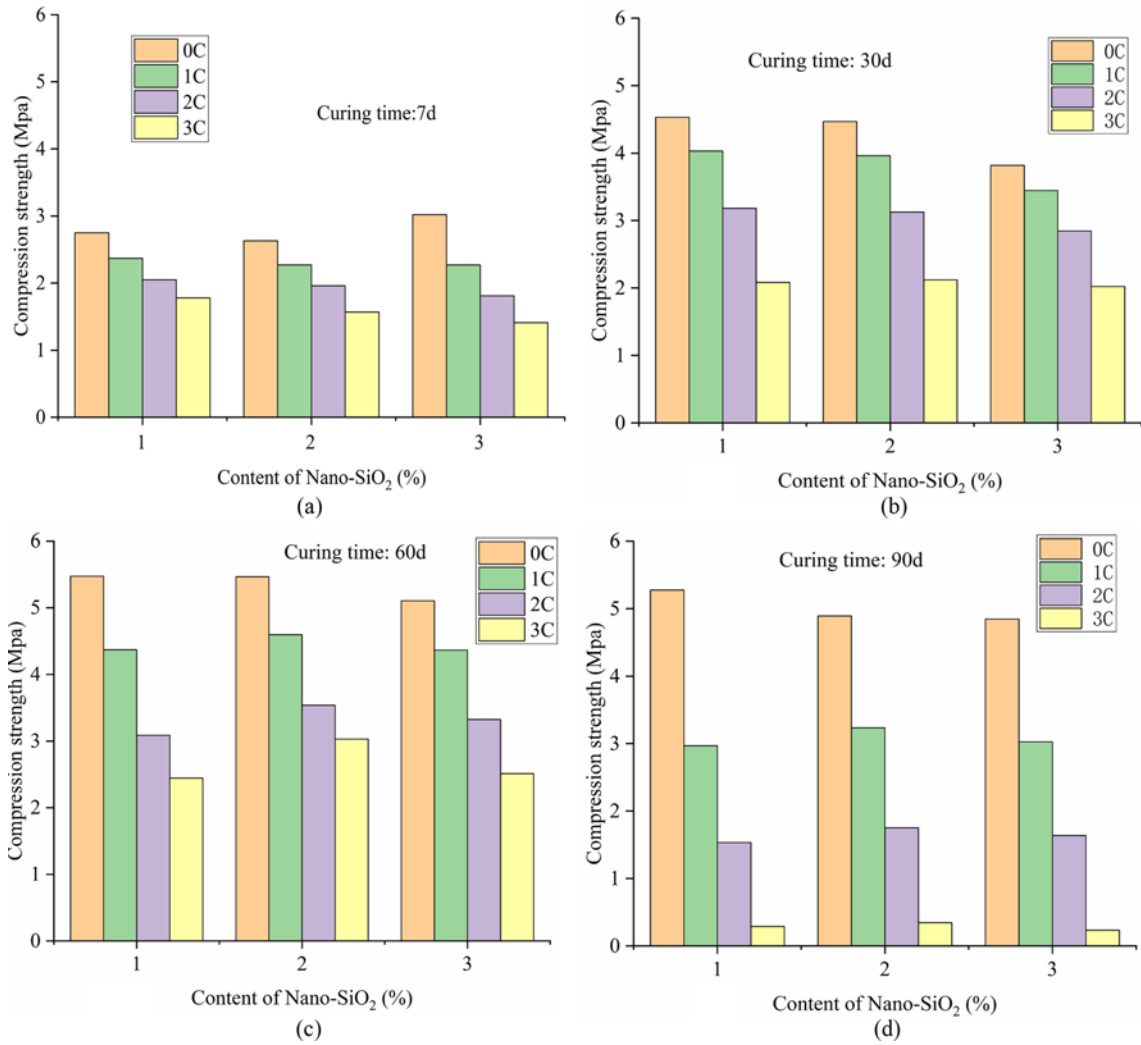 6
5
4
3
2
1
0
Compression strength (Mpa)
0C
1C
2C
3C
Curing time:7d
1 2 3
Content of Nano-SiO₂ (%)
(a)
6
5
4
3
2
1
0
Compression strength (Mpa)
Curing time: 30d
0C
1C
2C
3C
1 2 3
Content of Nano-SiO₂ (%)
(b)
6
5
4
3
2
1
0
Compression strength (Mpa)
Curing time: 60d
0C
1C
2C
3C
1 2 3
Content of Nano-SiO₂ (%)
(c)
6
5
4
3
2
1
0
Compression strength (Mpa)
Curing time: 90d
0C
1C
2C
3C
1 2 3
Content of Nano-SiO₂ (%)
(d)